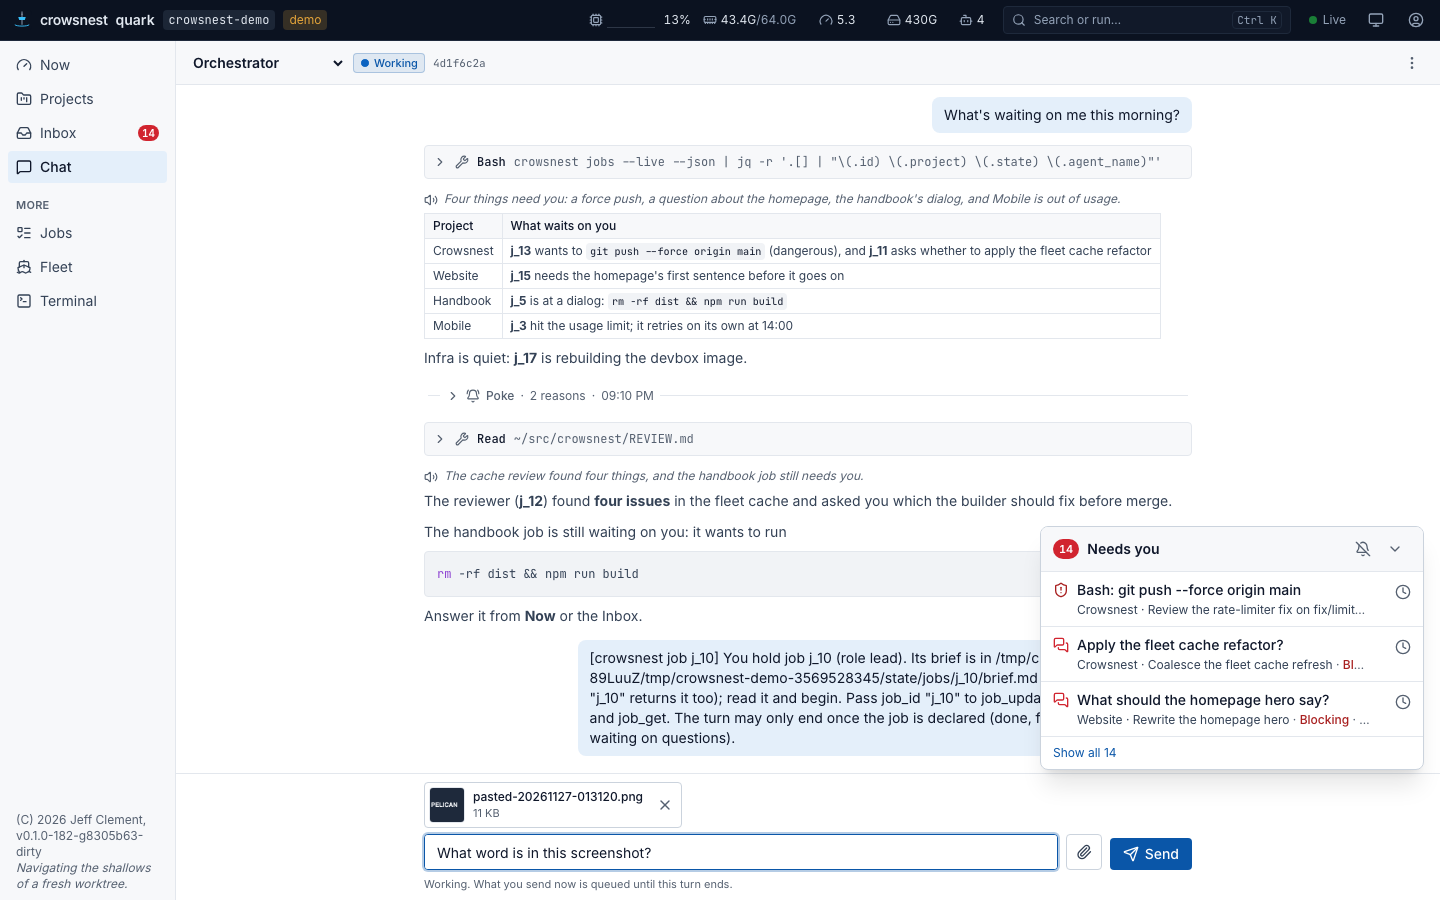 crowsnest quark crowsnest-demo demo
13% 43.4G/64.0G 5.3 430G 4 Search or run... Ctrl K Live
Now
Projects
Inbox 14
Chat
MORE
Jobs
Fleet
Terminal
(C) 2026 Jeff Clement,
v0.1.0-182-g8305b63-
dirty
Navigating the shallows
of a fresh worktree.
Orchestrator Working 4d1f6c2a
What's waiting on me this morning?
Bash crowsnest jobs --live --json | jq -r '.[] | "\(.id) \(.project) \(.state) \(.agent_name)"'
Four things need you: a force push, a question about the homepage, the handbook's dialog, and Mobile is out of usage.
Project What waits on you
Crowsnest j_13 wants to git push --force origin main (dangerous), and j_11 asks whether to apply the fleet cache refactor
Website j_15 needs the homepage's first sentence before it goes on
Handbook j_5 is at a dialog: rm -rf dist && npm run build
Mobile j_3 hit the usage limit; it retries on its own at 14:00
Infra is quiet: j_17 is rebuilding the devbox image.
Poke · 2 reasons · 09:10 PM
Read ~/src/crowsnest/REVIEW.md
The cache review found four things, and the handbook job still needs you.
The reviewer (j_12) found four issues in the fleet cache and asked you which the builder should fix before merge.
The handbook job is still waiting on you: it wants to run
rm -rf dist && npm run build
Answer it from Now or the Inbox.
[crowsnest job j_10] You hold job j_10 (role lead). Its brief is in /tmp/c
89LuuZ/tmp/crowsnest-demo-3569528345/state/jobs/j_10/brief.md
"j_10" returns it too); read it and begin. Pass job_id "j_10" to job_upda
and job_get. The turn may only end once the job is declared (done, f
waiting on questions).
14 Needs you
Bash: git push --force origin main
Crowsnest · Review the rate-limiter fix on fix/limit...
Apply the fleet cache refactor?
Crowsnest · Coalesce the fleet cache refresh · Bl...
What should the homepage hero say?
Website · Rewrite the homepage hero · Blocking · ...
Show all 14
PELICAN
pasted-20261127-013120.png
11 KB
What word is in this screenshot?
Send
Working. What you send now is queued until this turn ends.